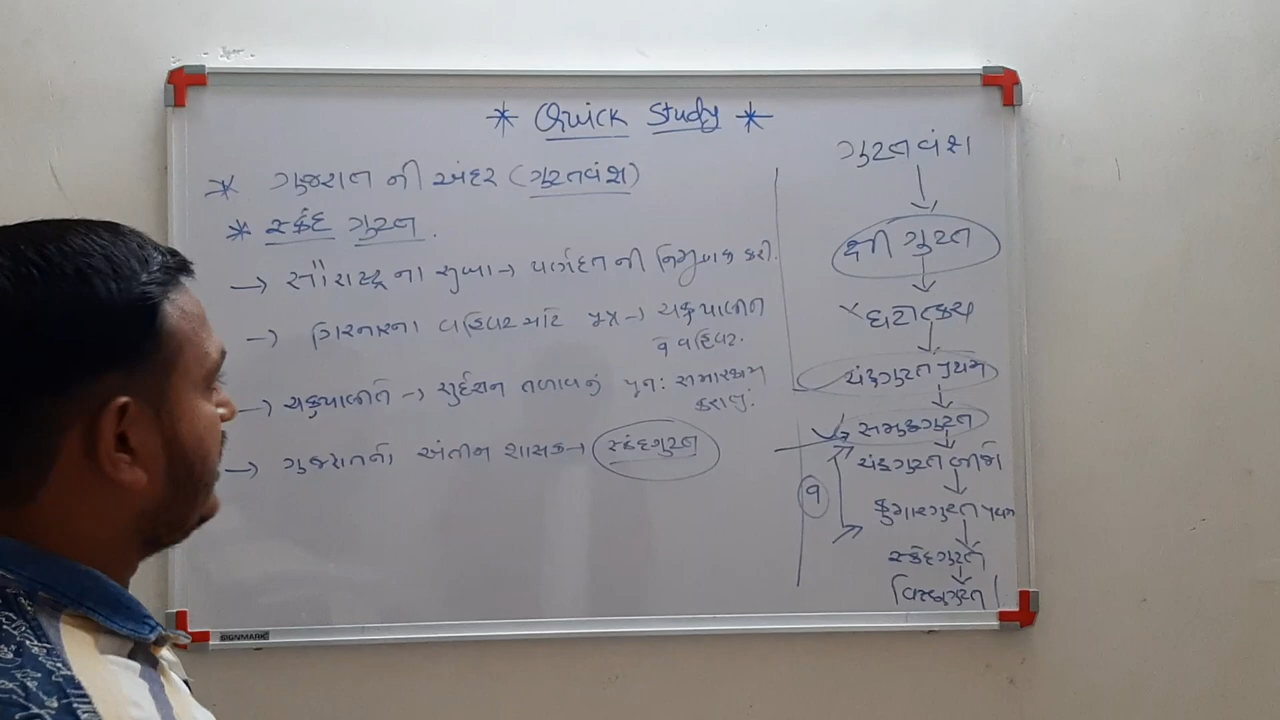 * Quick Study *
* ગુજરાત ની અંદર (ગુપ્તવંશ)
* સ્કંદ ગુપ્ત.
→ સૌરાષ્ટ્ર ના સુબા → પર્ણદત ની નિમણૂક કરી.
→ ગિરનારના વહિવટ માટે પુત્ર → ચક્રપાલીત
ને વહિવટ.
→ ચક્રપાલીત → સુર્દશન તળાવનું પુન: સમારકામ
કરાવ્યું.
→ ગુજરાતનો અંતીમ શાસક → સ્કંદગુપ્ત
ગુપ્તવંશ
શ્રી ગુપ્ત
ઘટોત્કચ
ચંદ્રગુપ્ત પ્રથમ
સમુદ્રગુપ્ત
ચંદ્રગુપ્ત બીજો
૧
કુમારગુપ્ત પ્રથમ
સ્કંદગુપ્ત
વિષ્ણુગુપ્ત
SIGNMARK